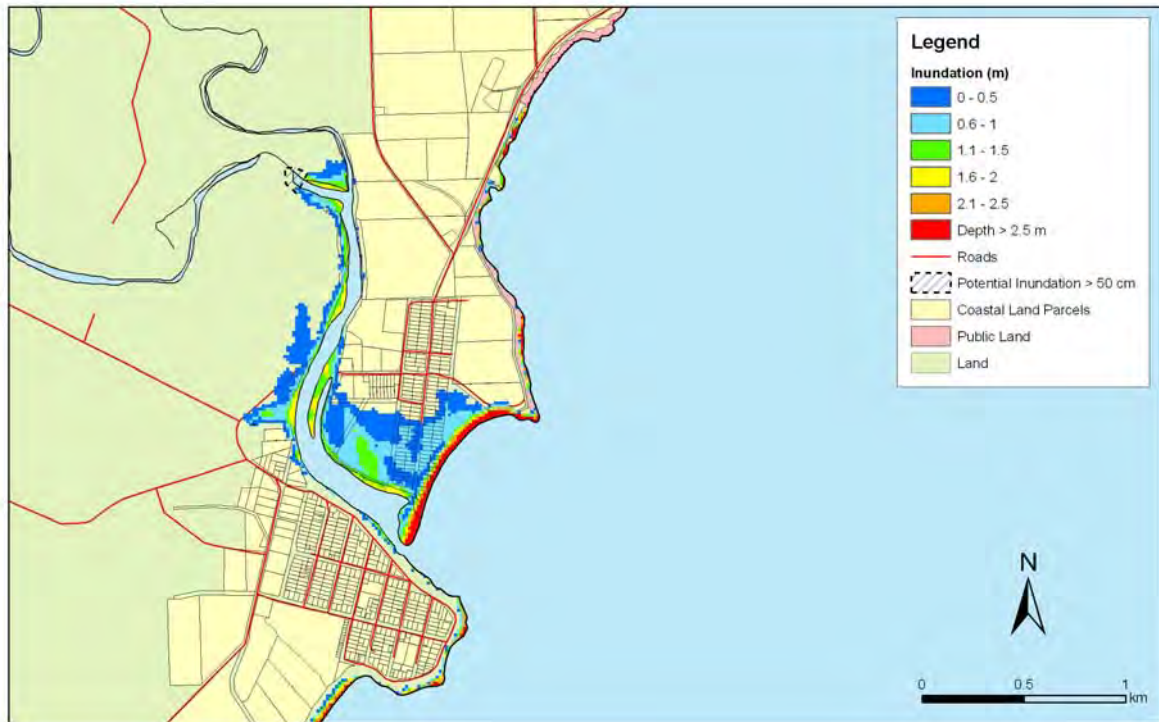 Legend
Inundation (m)
0 - 0.5
0.6 - 1
1.1 - 1.5
1.6 - 2
2.1 - 2.5
Depth > 2.5 m
Roads
Potential Inundation > 50 cm
Coastal Land Parcels
Public Land
Land
N
0 0.5 1
km